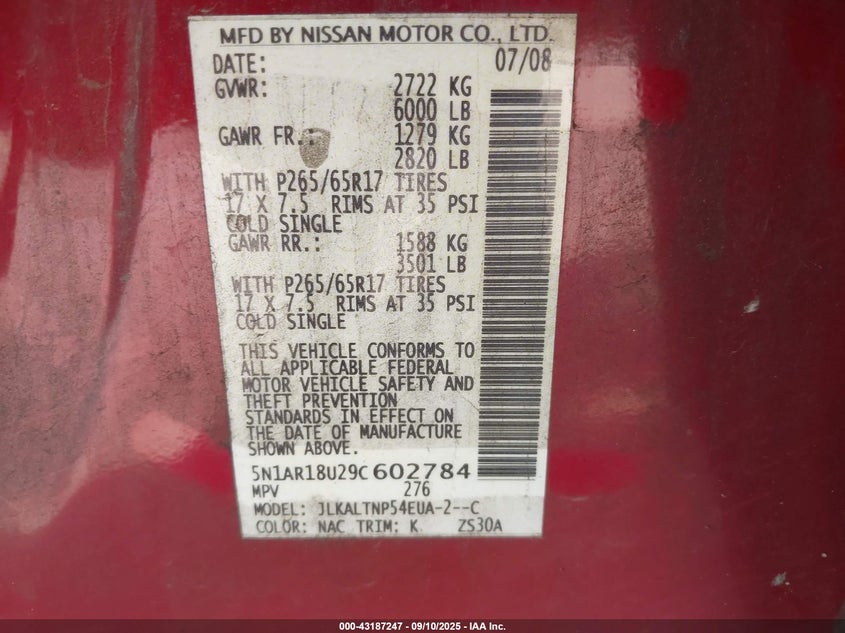 MFD BY NISSAN MOTOR CO., LTD.
DATE: 07/08
GVWR: 2722 KG
6000 LB
GAWR FR.: 1279 KG
2820 LB
WITH P265/65R17 TIRES
17 X 7.5 RIMS AT 35 PSI
COLD SINGLE
GAWR RR.: 1588 KG
3501 LB
WITH P265/65R17 TIRES
17 X 7.5 RIMS AT 35 PSI
COLD SINGLE
THIS VEHICLE CONFORMS TO
ALL APPLICABLE FEDERAL
MOTOR VEHICLE SAFETY AND
THEFT PREVENTION
STANDARDS IN EFFECT ON
THE DATE OF MANUFACTURE
SHOWN ABOVE.
5N1AR18U29C602784
MPV 276
MODEL: JLKALTNP54EUA-2--C
COLOR: NAC TRIM: K ZS30A
000-43187247 - 09/10/2025 - IAA Inc.